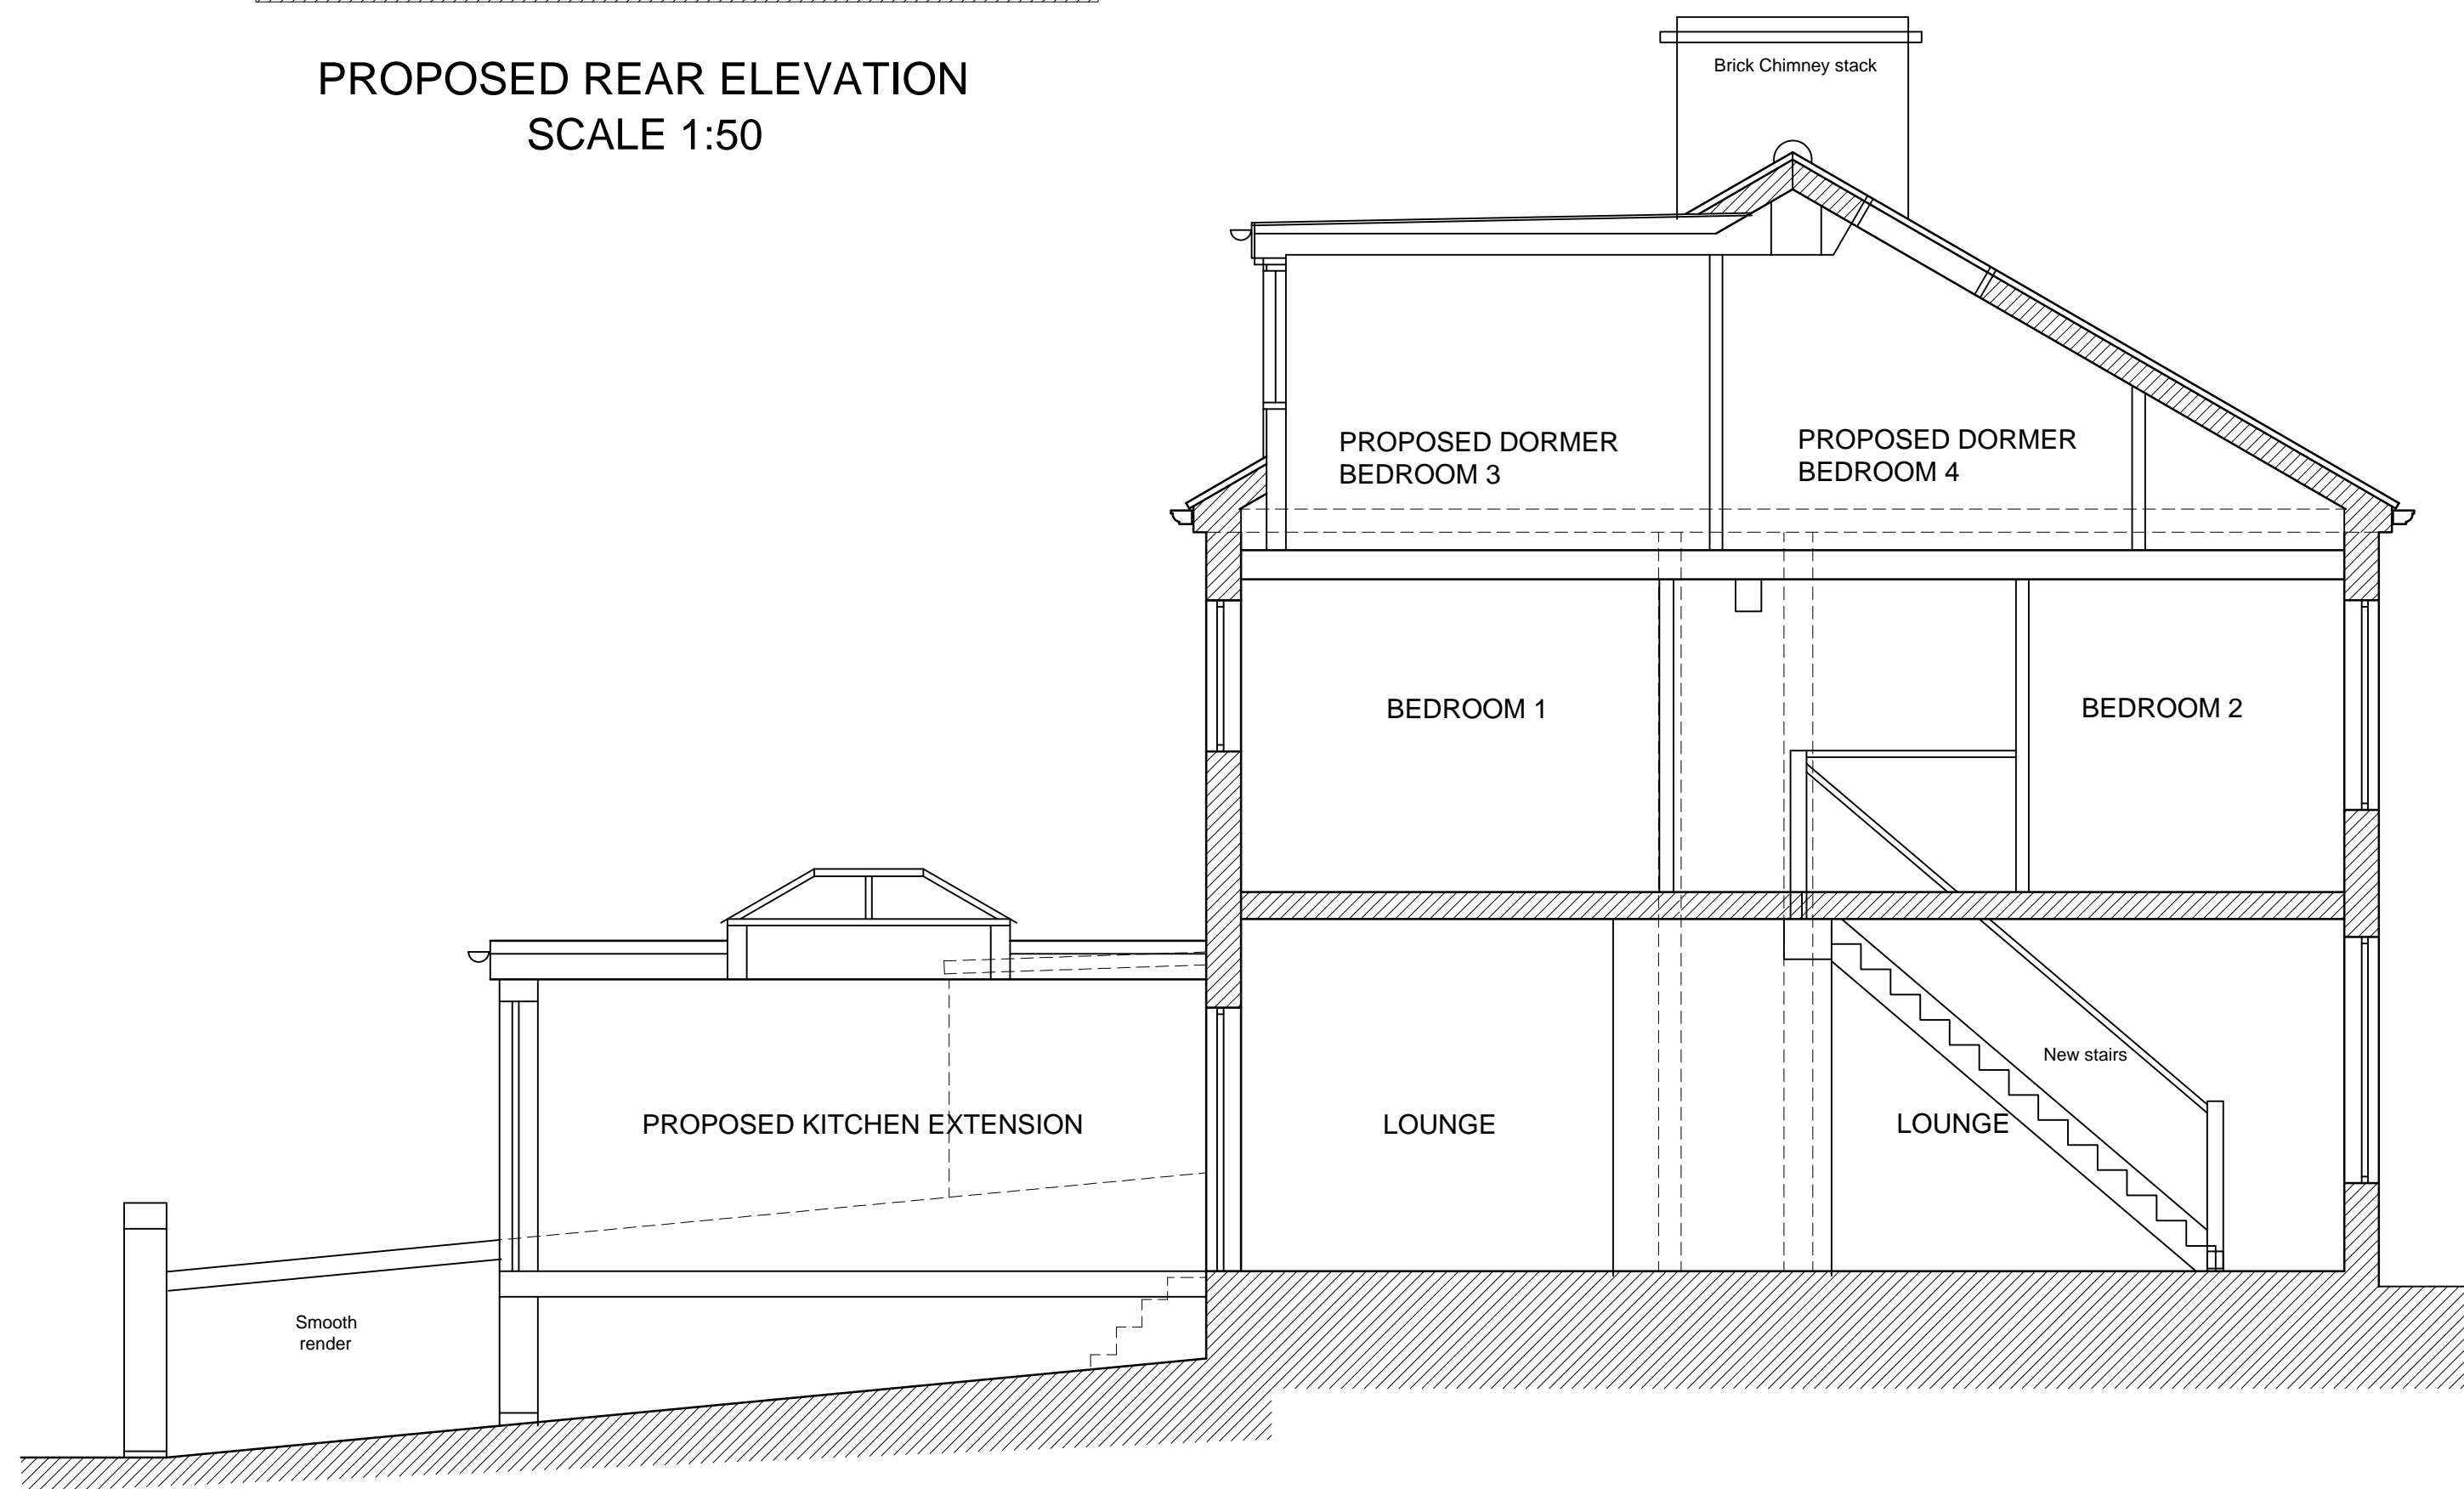 PROPOSED REAR ELEVATION
SCALE 1:50
Brick Chimney stack
PROPOSED DORMER
BEDROOM 3
PROPOSED DORMER
BEDROOM 4
BEDROOM 1
BEDROOM 2
New stairs
PROPOSED KITCHEN EXTENSION
LOUNGE
LOUNGE
Smooth
render